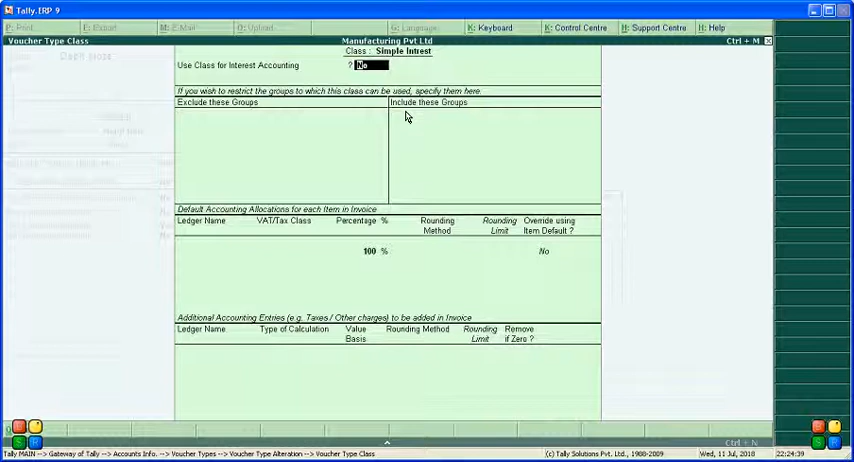 Tally.ERP 9
P: Print E: Export M: E-Mail O: Upload G: Language K: Keyboard K: Control Centre H: Support Centre H: Help
Voucher Type Class Manufacturing Pvt Ltd Ctrl + M
Class : Simple Intrest
Debit Note
Use Class for Interest Accounting ? No
If you wish to restrict the groups to which this class can be used, specify them here.
Exclude these Groups Include these Groups
Default Accounting Allocations for each Item in Invoice
Ledger Name VAT/Tax Class Percentage % Rounding Rounding Override using
Method Limit Item Default ?
100 % No
Additional Accounting Entries (e.g. Taxes / Other charges) to be added in Invoice
Ledger Name Type of Calculation Value Rounding Method Rounding Remove
Basis Limit if Zero ?
Ctrl + N
Tally MAIN --> Gateway of Tally --> Accounts Info. --> Voucher Types --> Voucher Type Alteration --> Voucher Type Class (c) Tally Solutions Pvt. Ltd., 1988-2009 Wed, 11 Jul, 2018 22:24:39